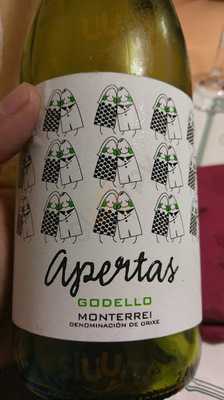 apertas
GODELLO
MONTERREI
DENOMINACIÓN DE ORIXE